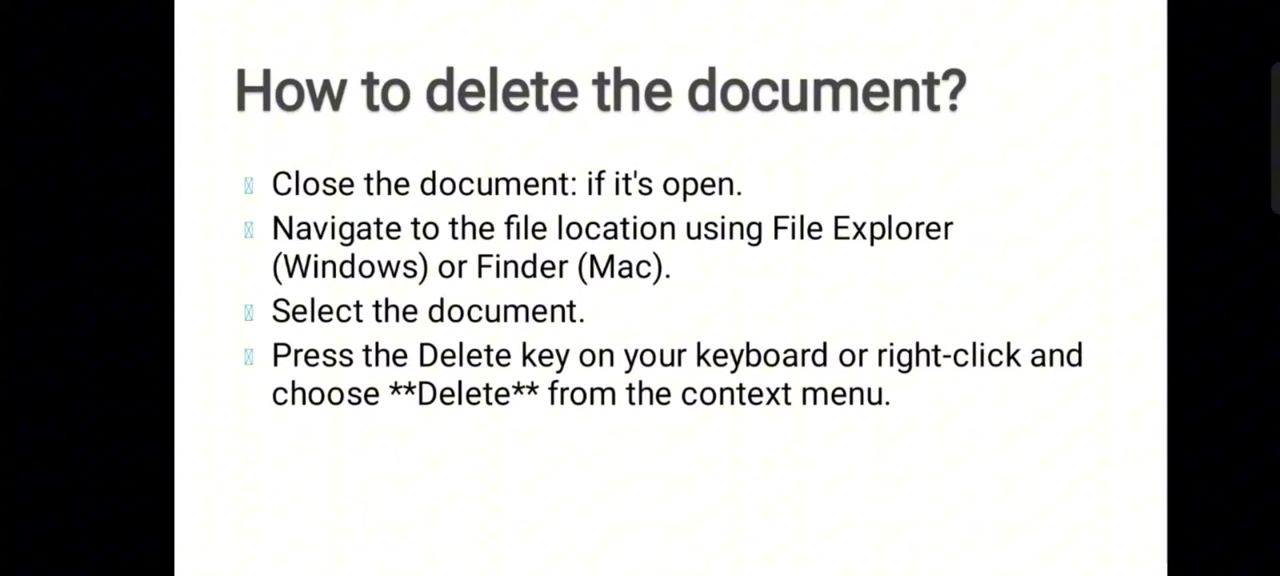 How to delete the document?
Close the document: if it's open.
Navigate to the file location using File Explorer
(Windows) or Finder (Mac).
Select the document.
Press the Delete key on your keyboard or right-click and
choose **Delete** from the context menu.